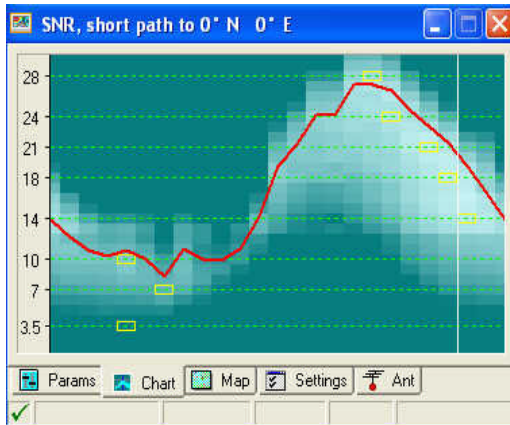 SNR, short path to 0° N 0° E
28
24
21
18
14
10
7
3.5
Params
Chart
Map
Settings
Ant